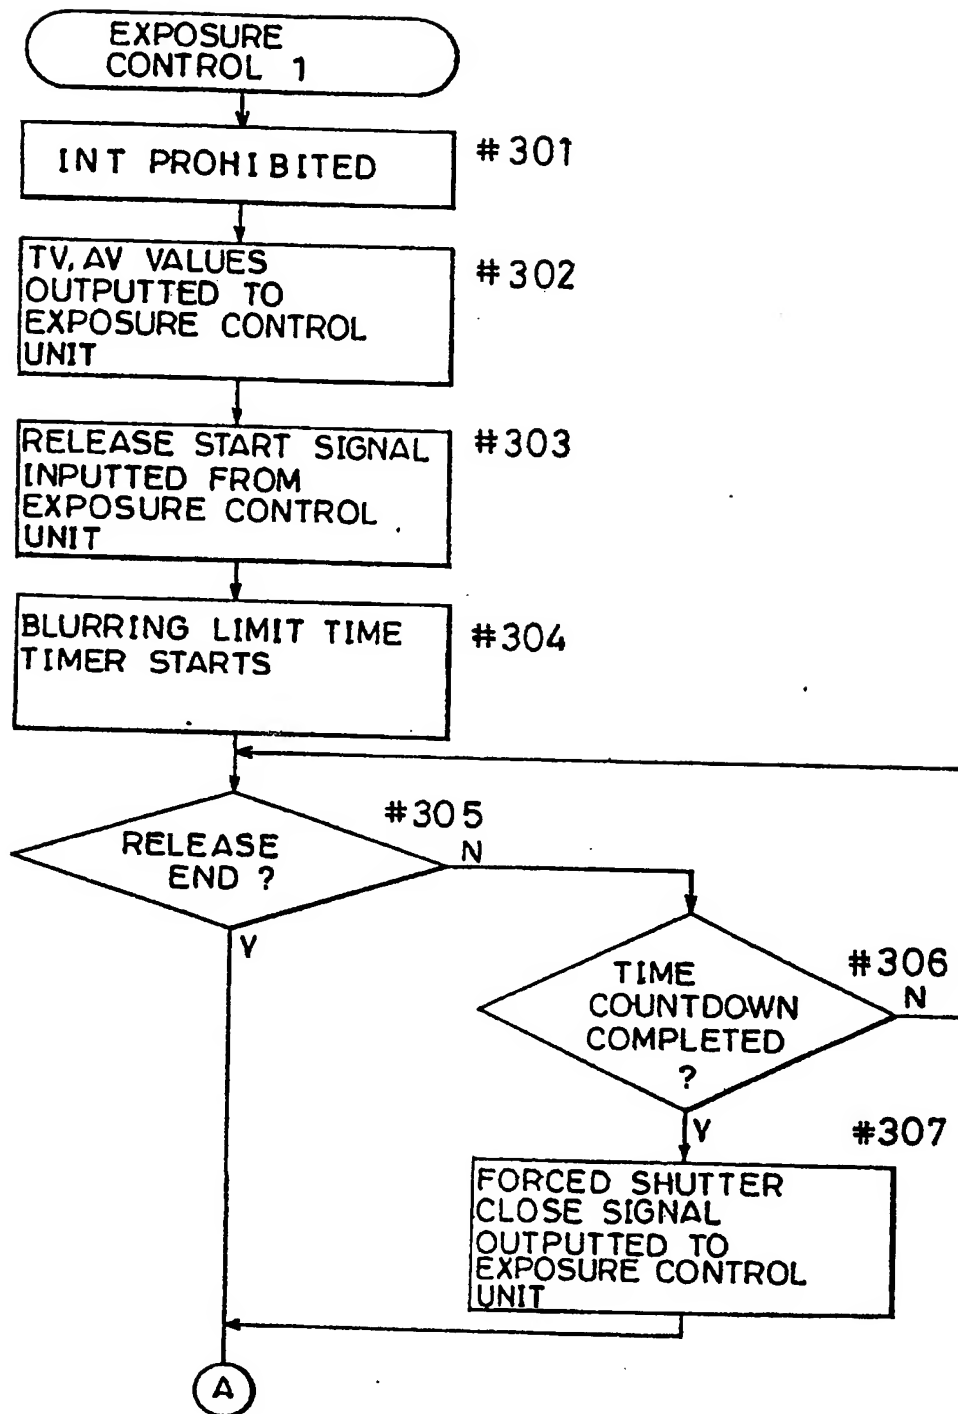 EXPOSURE
CONTROL 1
INT PROHIBITED
#301
TV, AV VALUES
OUTPUTTED TO
EXPOSURE CONTROL
UNIT
#302
RELEASE START SIGNAL
INPUTTED FROM
EXPOSURE CONTROL
UNIT
#303
BLURRING LIMIT TIME
TIMER STARTS
#304
#305
RELEASE
END ?
N
Y
#306
TIME
COUNTDOWN
COMPLETED
?
N
Y
#307
FORCED SHUTTER
CLOSE SIGNAL
OUTPUTTED TO
EXPOSURE CONTROL
UNIT
A